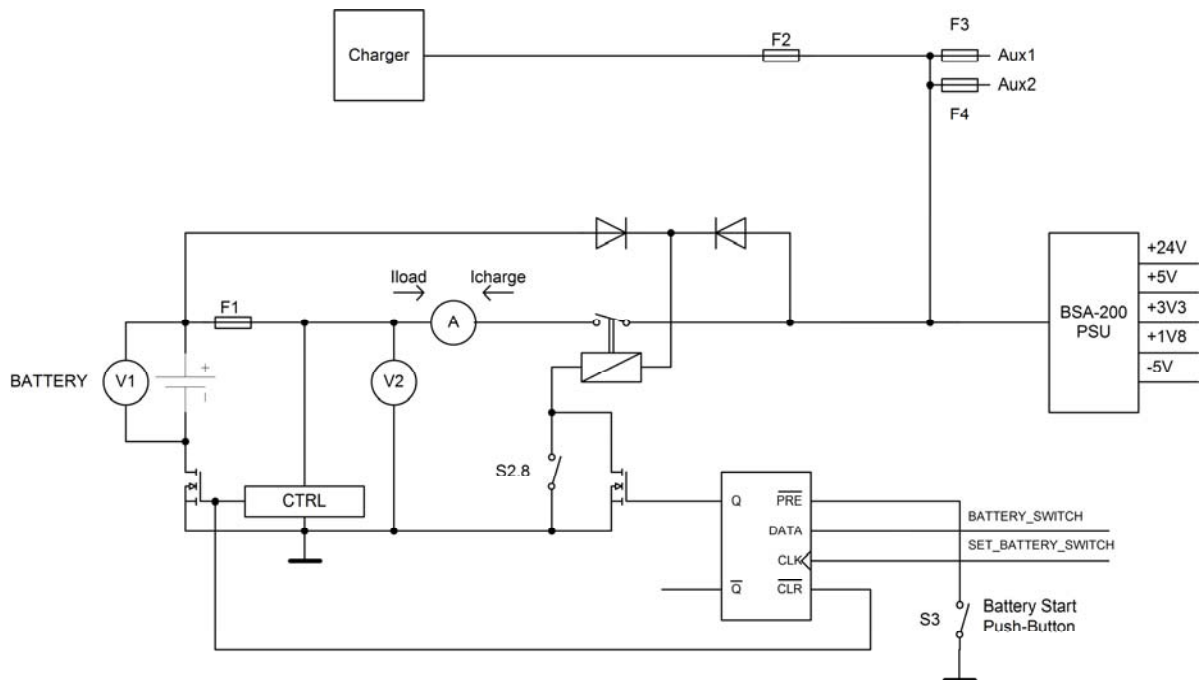 Charger
F2
F3
Aux1
Aux2
F4
Iload
Icharge
F1
A
BATTERY
V1
+
V2
BSA-200
PSU
+24V
+5V
+3V3
+1V8
-5V
S2.8
CTRL
Q
PRE
DATA
BATTERY_SWITCH
SET_BATTERY_SWITCH
CLK
Q
CLR
S3
Battery Start
Push-Button